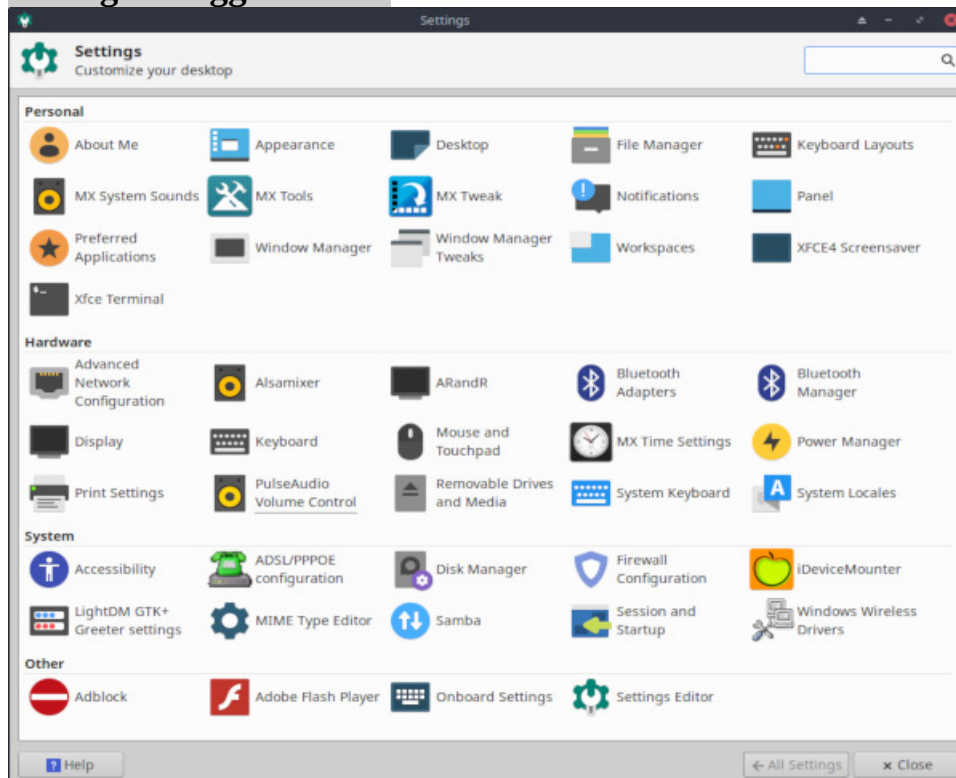 Settings
Settings
Customize your desktop
Personal
About Me
Appearance
Desktop
File Manager
Keyboard Layouts
MX System Sounds
MX Tools
MX Tweak
Notifications
Panel
Preferred
Applications
Window Manager
Window Manager
Tweaks
Workspaces
XFCE4 Screensaver
Xfce Terminal
Hardware
Advanced
Network
Configuration
Alsamixer
ARandR
Bluetooth
Adapters
Bluetooth
Manager
Display
Keyboard
Mouse and
Touchpad
MX Time Settings
Power Manager
Print Settings
PulseAudio
Volume Control
Removable Drives
and Media
System Keyboard
A
System Locales
System
Accessibility
ADSL/PPPOE
configuration
Disk Manager
Firewall
Configuration
iDeviceMounter
LightDM GTK+
Greeter settings
MIME Type Editor
Samba
Session and
Startup
Windows Wireless
Drivers
Other
Adblock
Adobe Flash Player
Onboard Settings
Settings Editor
? Help
← All Settings
× Close